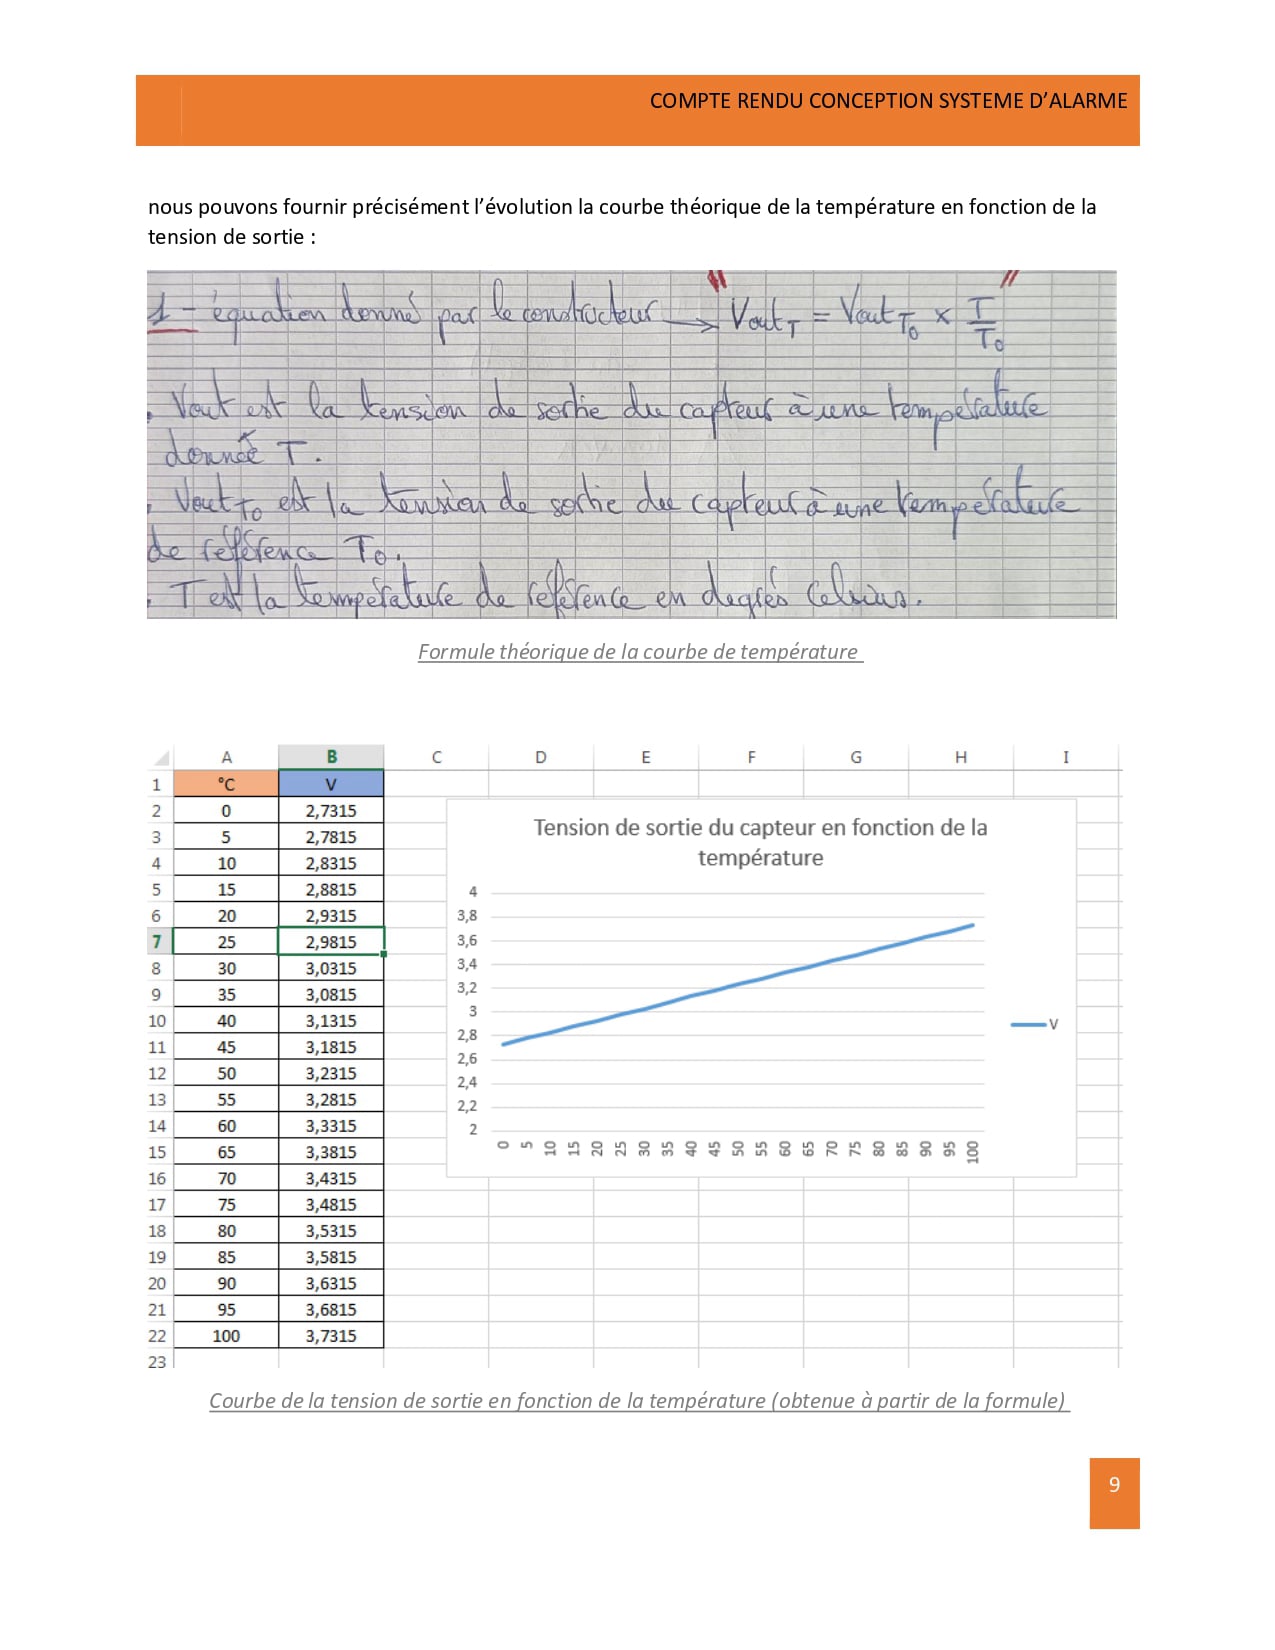 COMPTE RENDU CONCEPTION SYSTEME D’ALARME
nous pouvons fournir précisément l’évolution la courbe théorique de la température en fonction de la
tension de sortie :
1 - équation donné par le constructeur → " Vout_T = Vout_T0 × T/T0 "
. Vout est la tension de sortie du capteur à une température
donnée T.
. Vout_T0 est la tension de sortie du capteur à une température
de référence T0.
. T est la température de référence en degrés Celsius.
Formule théorique de la courbe de température
A B C D E F G H I
1 °C V
2 0 2,7315
3 5 2,7815
4 10 2,8315
5 15 2,8815
6 20 2,9315
7 25 2,9815
8 30 3,0315
9 35 3,0815
10 40 3,1315
11 45 3,1815
12 50 3,2315
13 55 3,2815
14 60 3,3315
15 65 3,3815
16 70 3,4315
17 75 3,4815
18 80 3,5315
19 85 3,5815
20 90 3,6315
21 95 3,6815
22 100 3,7315
23
Tension de sortie du capteur en fonction de la
température
4
3,8
3,6
3,4
3,2
3
2,8
2,6
2,4
2,2
2
0 5 10 15 20 25 30 35 40 45 50 55 60 65 70 75 80 85 90 95 100
V
Courbe de la tension de sortie en fonction de la température (obtenue à partir de la formule)
9